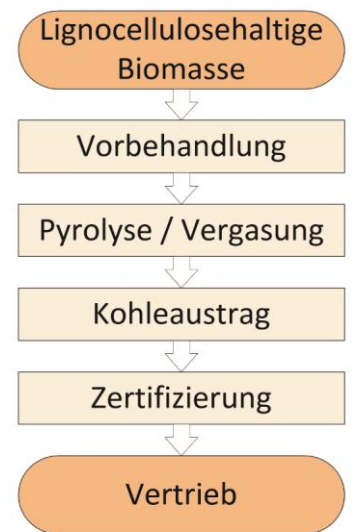 Lignocellulosehaltige
Biomasse
Vorbehandlung
Pyrolyse / Vergasung
Kohleaustrag
Zertifizierung
Vertrieb